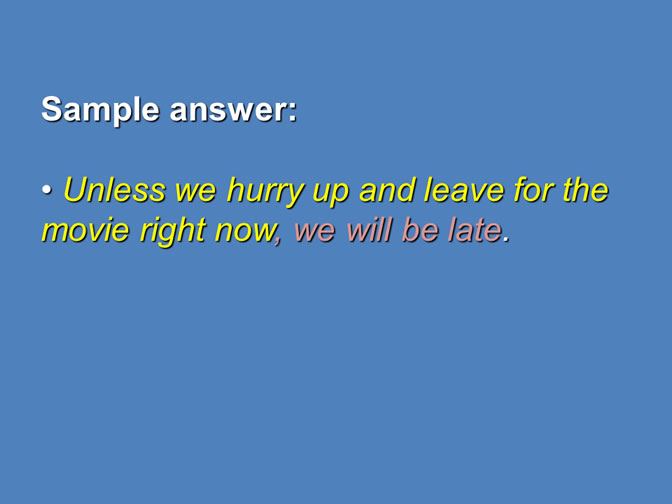 Sample answer:
• Unless we hurry up and leave for the
movie right now, we will be late.